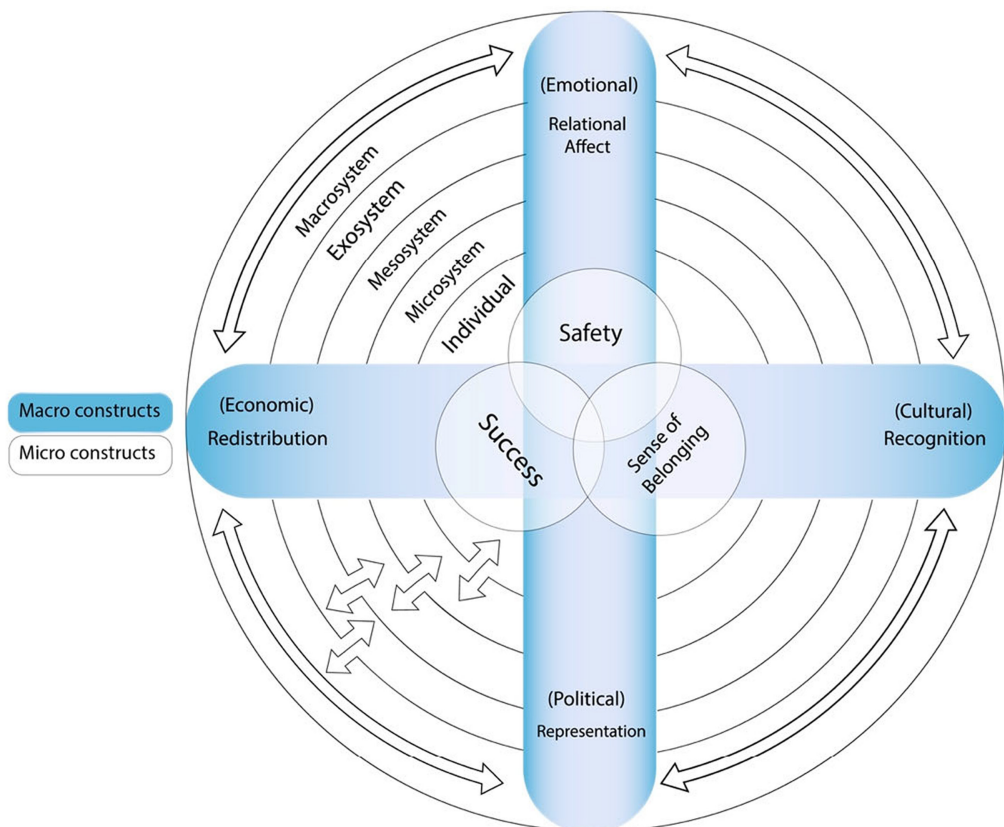 (Emotional)
Relational
Affect
Macrosystem
Exosystem
Mesosystem
Microsystem
Individual
Safety
Macro constructs
Micro constructs
(Economic)
Redistribution
Success
Sense of
Belonging
(Cultural)
Recognition
(Political)
Representation